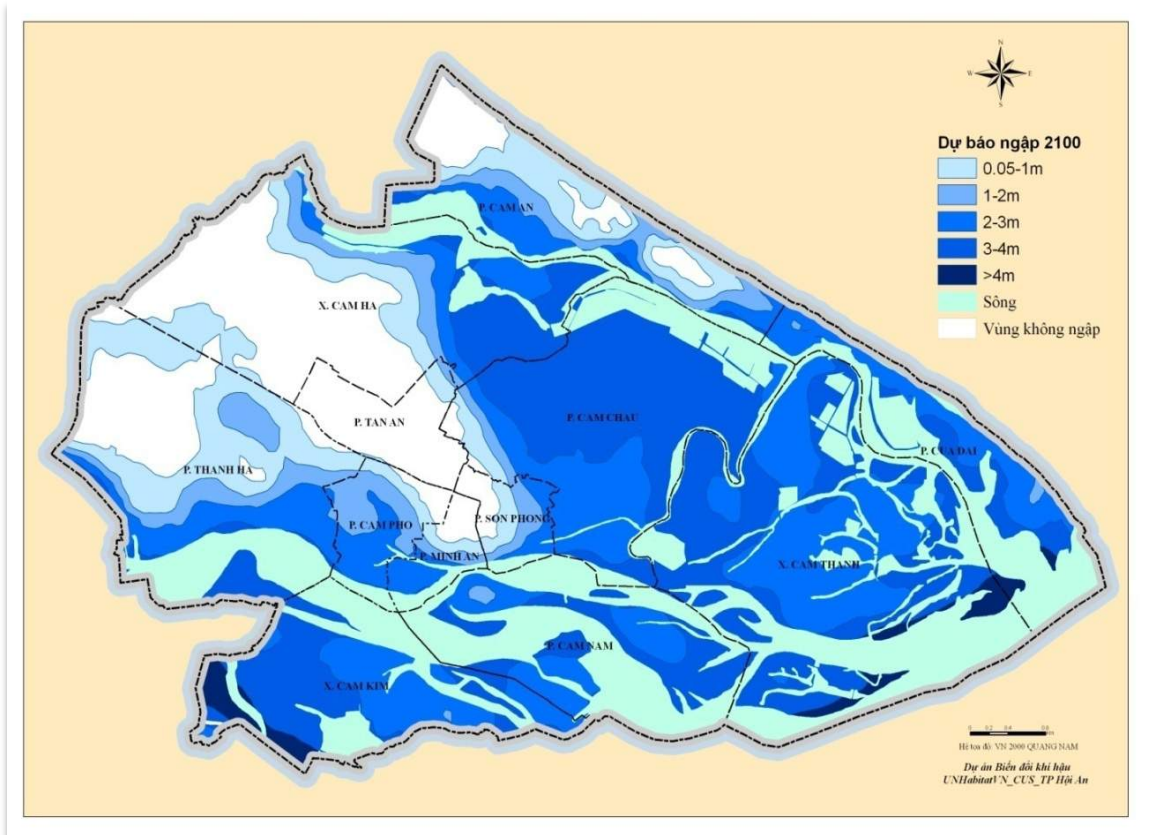 N
W
E
S
Dự báo ngập 2100
0.05-1m
1-2m
2-3m
3-4m
>4m
Sông
Vùng không ngập
P. CAM AN
X. CAM HA
P. TAN AN
P. CAM CHAU
P. CUA DAI
P. THANH HA
P. CAM PHO
P. SON PHONG
P. MINH AN
X. CAM THANH
P. CAM NAM
X. CAM KIM
Hệ tọa độ: VN 2000 QUANG NAM
Dự án Biến đổi khí hậu
UNHabitatVN_CUS_TP Hội An